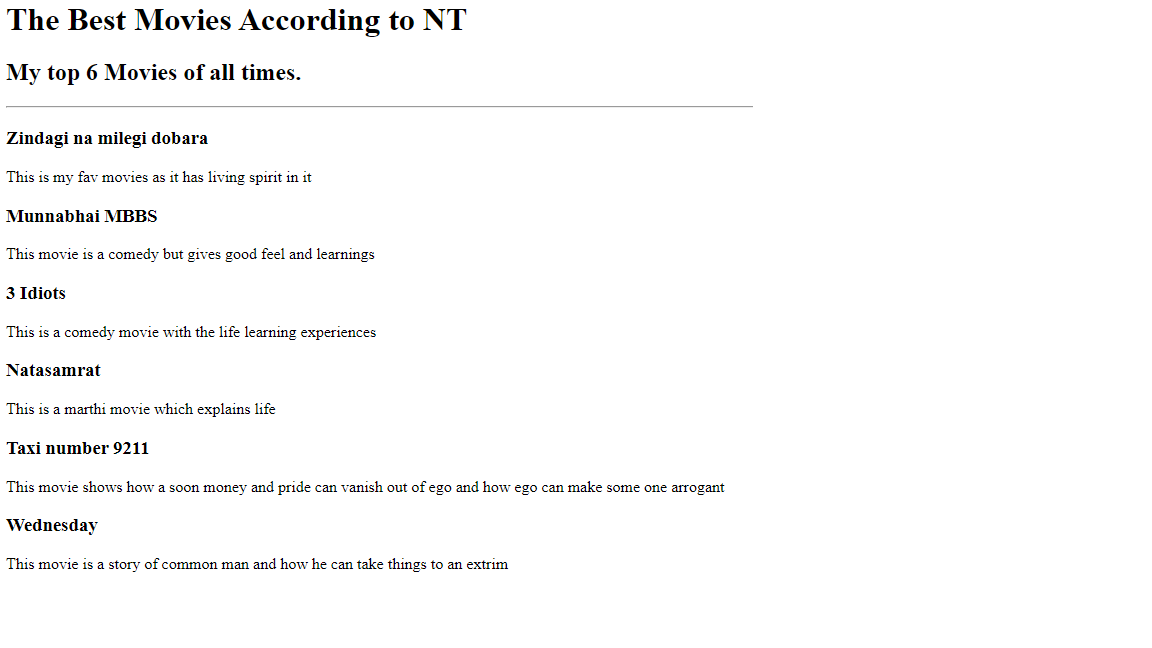 The Best Movies According to NT
My top 6 Movies of all times.
Zindagi na milegi dobara
This is my fav movies as it has living spirit in it
Munnabhai MBBS
This movie is a comedy but gives good feel and learnings
3 Idiots
This is a comedy movie with the life learning experiences
Natasamrat
This is a marthi movie which explains life
Taxi number 9211
This movie shows how a soon money and pride can vanish out of ego and how ego can make some one arrogant
Wednesday
This movie is a story of common man and how he can take things to an extrim